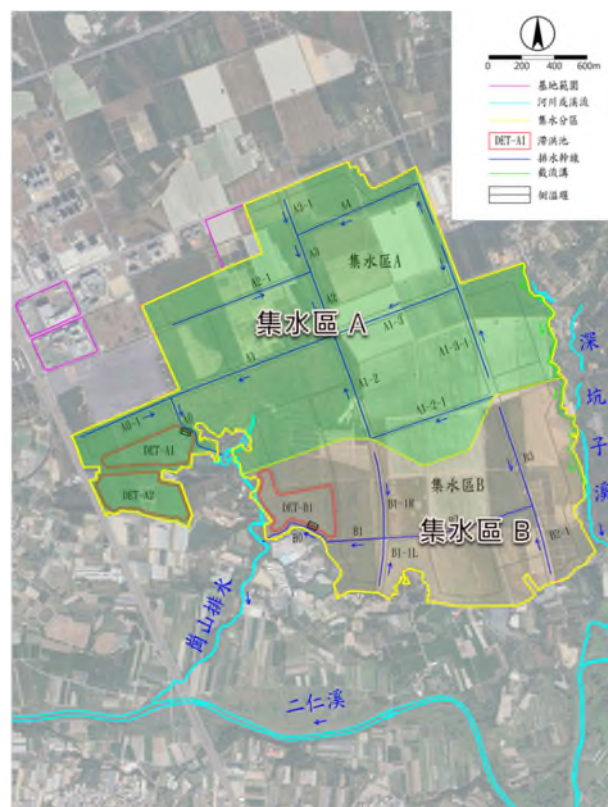 0 200 400 600m
基地範圍
河川或溪流
集水分區
DET-A1 滯洪池
排水幹線
截流溝
側溢堰
A3-1
A4
A3
集水區A
A2-1
A2
集水區 A
A1-3
A1
A1-3-1
A1-2
A1-2-1
深坑子溪
A0-1
A0
DET-A1
DET-A2
集水區B
B3
DET-B1
B1-1R
集水區 B
B1
B0
B2-1
B1-1L
崗山排水
二仁溪